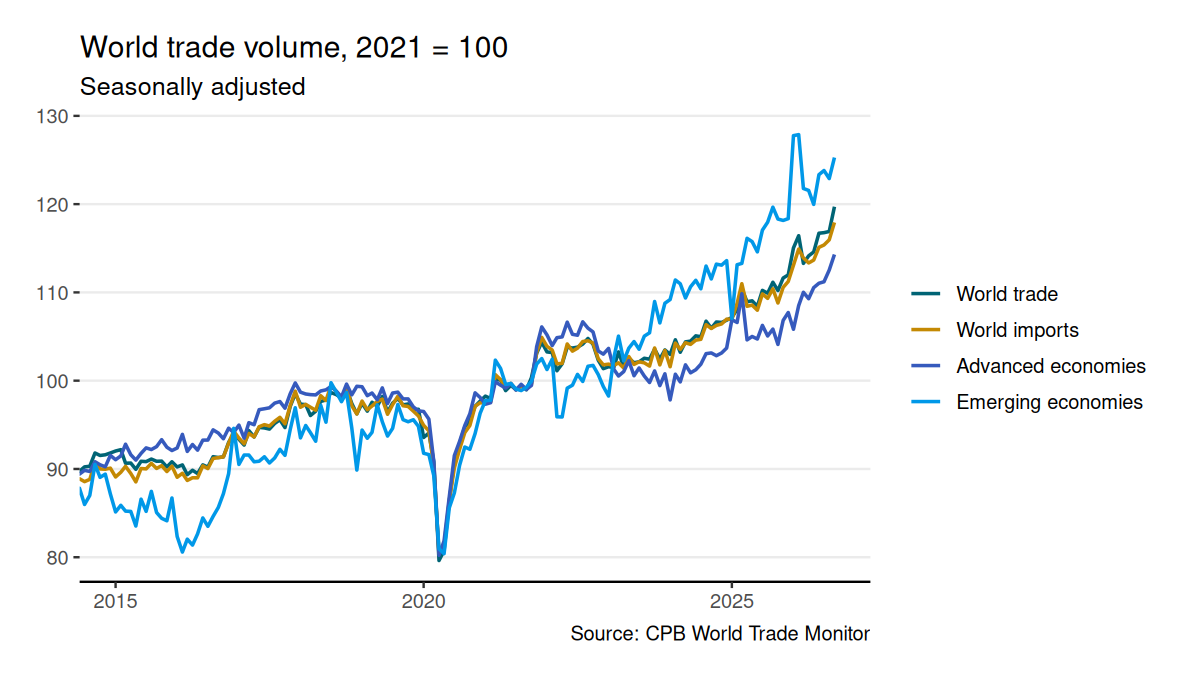 World trade volume, 2021 = 100
Seasonally adjusted
130
120
110
100
90
80
2015
2020
2025
World trade
World imports
Advanced economies
Emerging economies
Source: CPB World Trade Monitor